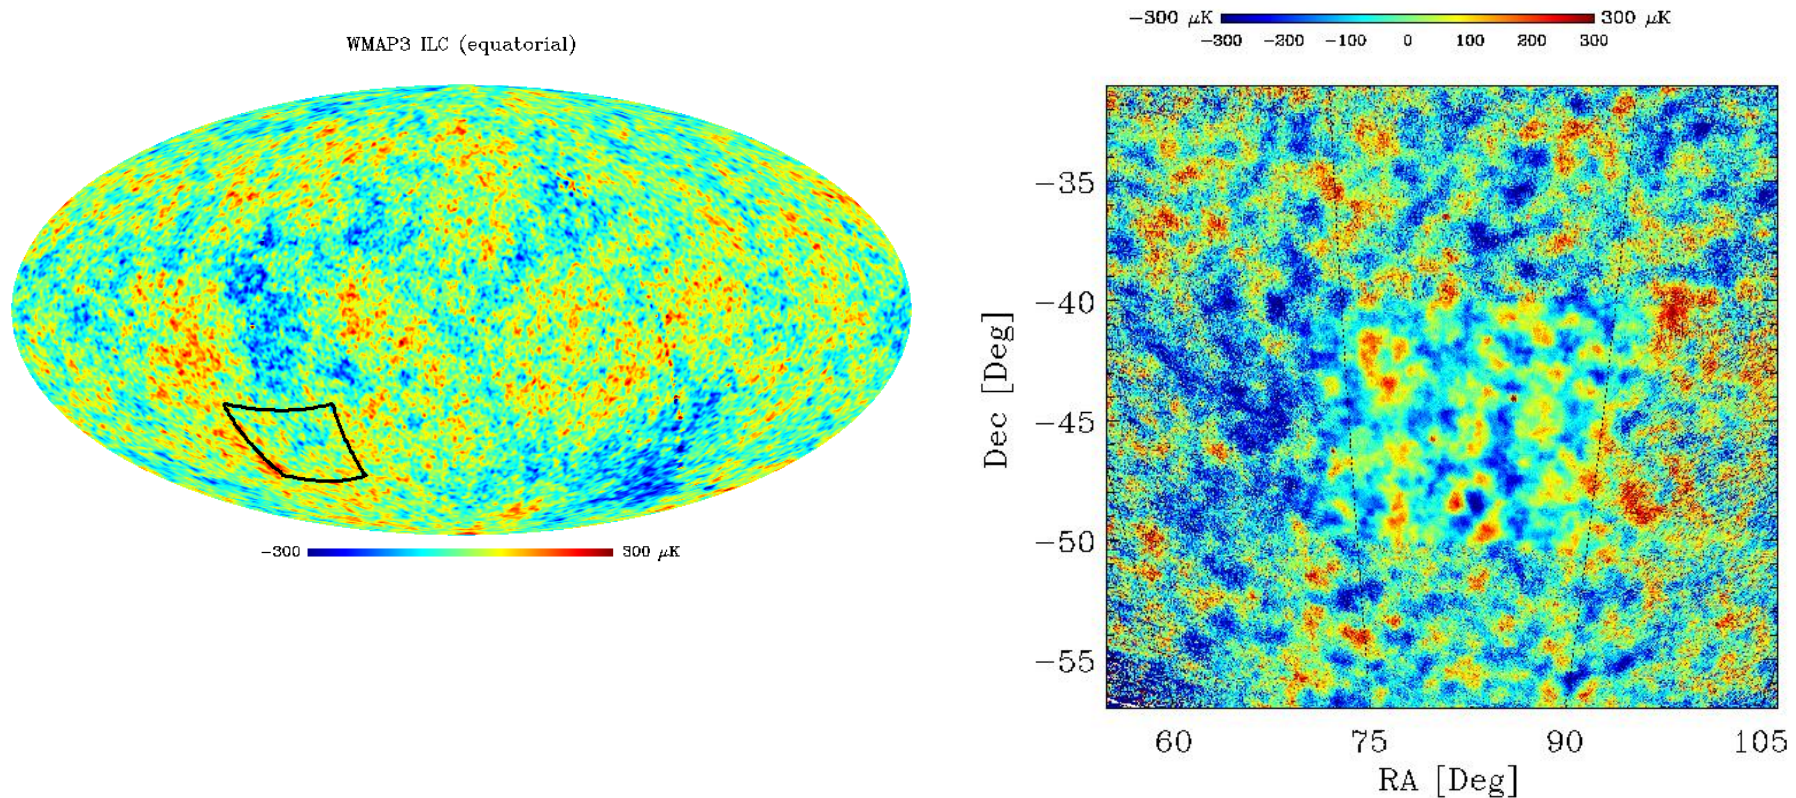 WMAP3 ILC (equatorial)
−300 300 μK
−300 μK 300 μK
−300 −200 −100 0 100 200 300
−35
−40
−45
−50
−55
Dec [Deg]
60 75 90 105
RA [Deg]